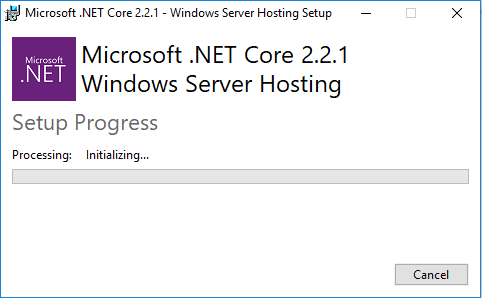 Microsoft .NET Core 2.2.1 - Windows Server Hosting Setup
Microsoft
.NET
Microsoft .NET Core 2.2.1
Windows Server Hosting
Setup Progress
Processing: Initializing...
Cancel